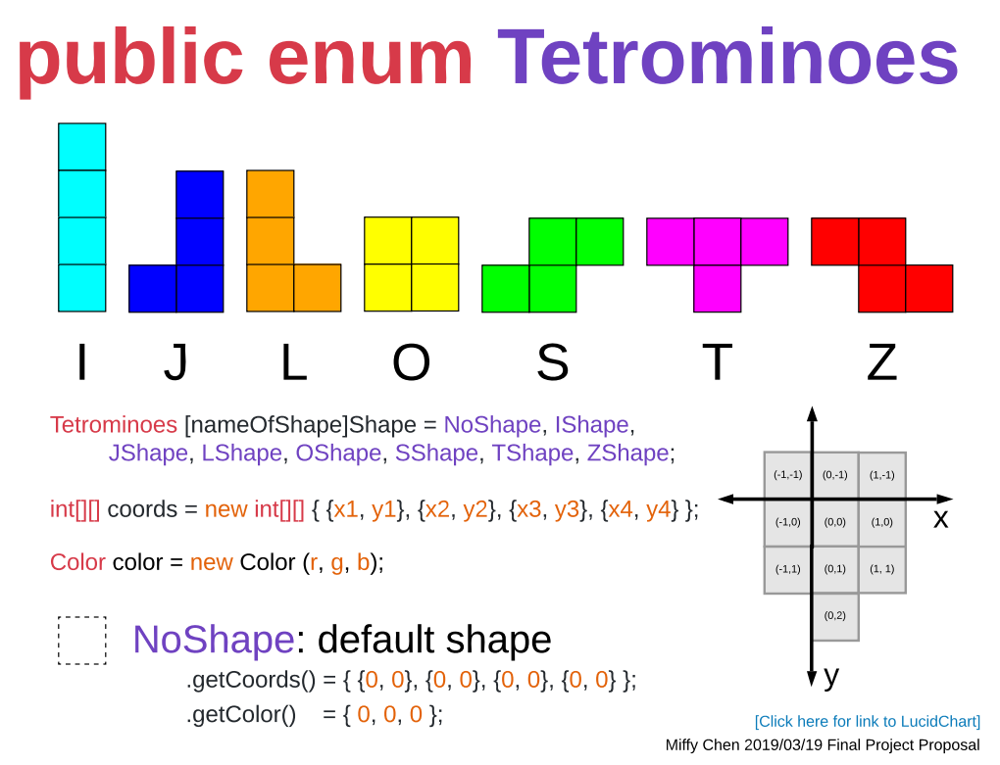 public enum Tetrominoes
I J L O S T Z
Tetrominoes [nameOfShape]Shape = NoShape, IShape,
JShape, LShape, OShape, SShape, TShape, ZShape;
int[][] coords = new int[][] { {x1, y1}, {x2, y2}, {x3, y3}, {x4, y4} };
Color color = new Color (r, g, b);
NoShape: default shape
.getCoords() = { {0, 0}, {0, 0}, {0, 0}, {0, 0} };
.getColor() = { 0, 0, 0 };
(-1,-1) (0,-1) (1,-1)
x
(-1,0) (0,0) (1,0)
(-1,1) (0,1) (1, 1)
(0,2)
y
[Click here for link to LucidChart]
Miffy Chen 2019/03/19 Final Project Proposal